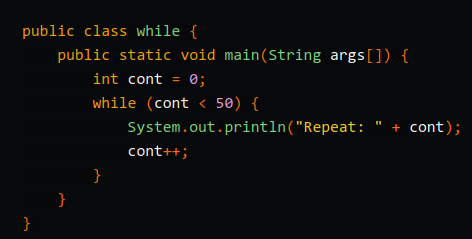 public class while {
    public static void main(String args[]) {
        int cont = 0;
        while (cont < 50) {
            System.out.println("Repeat: " + cont);
            cont++;
        }
    }
}